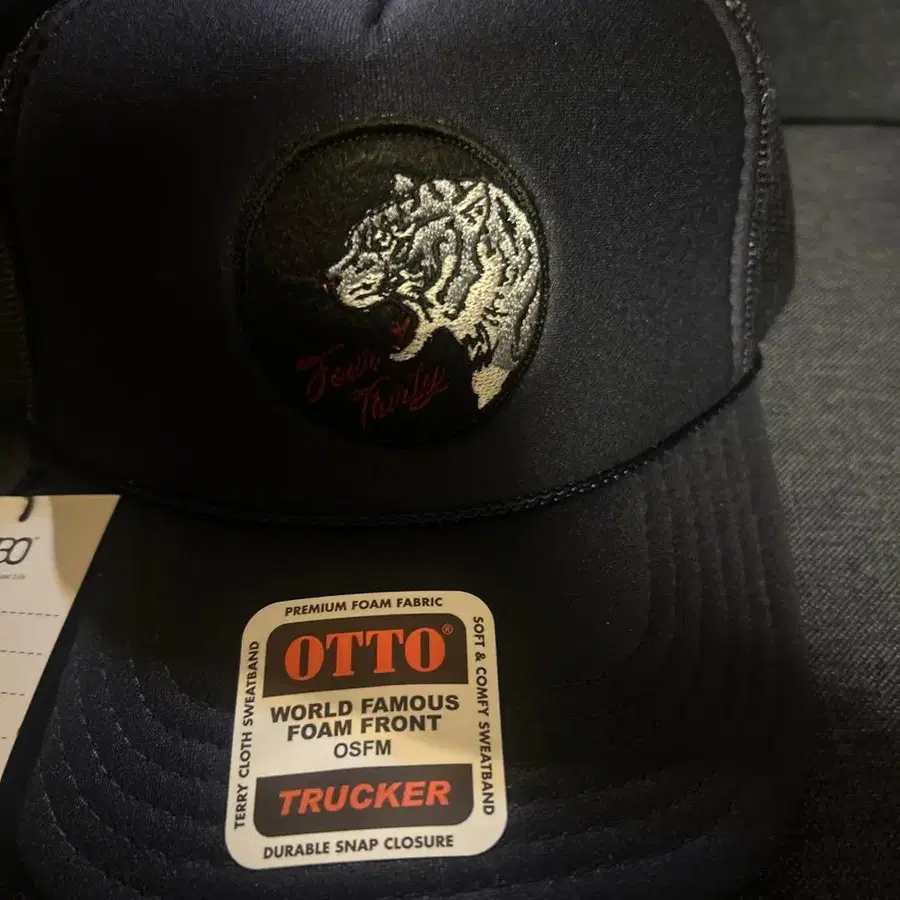 Four
Thirty
BO
PREMIUM FOAM FABRIC
OTTO®
WORLD FAMOUS
FOAM FRONT
OSFM
TRUCKER
DURABLE SNAP CLOSURE
TERRY CLOTH SWEATBAND
SOFT & COMFY SWEATBAND